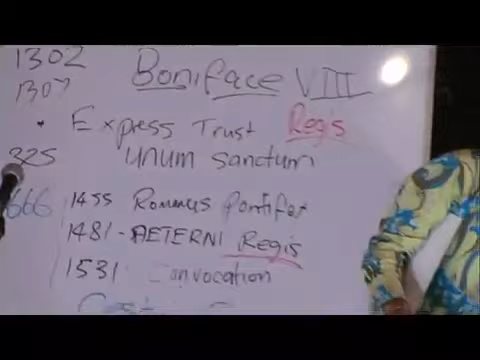 1302
Boniface VIII
1307
• Express Trust Regis
325 Unum Sanctum
666 1455 Romanus Pontifex
1481 - AETERNI Regis
1531 Convocation